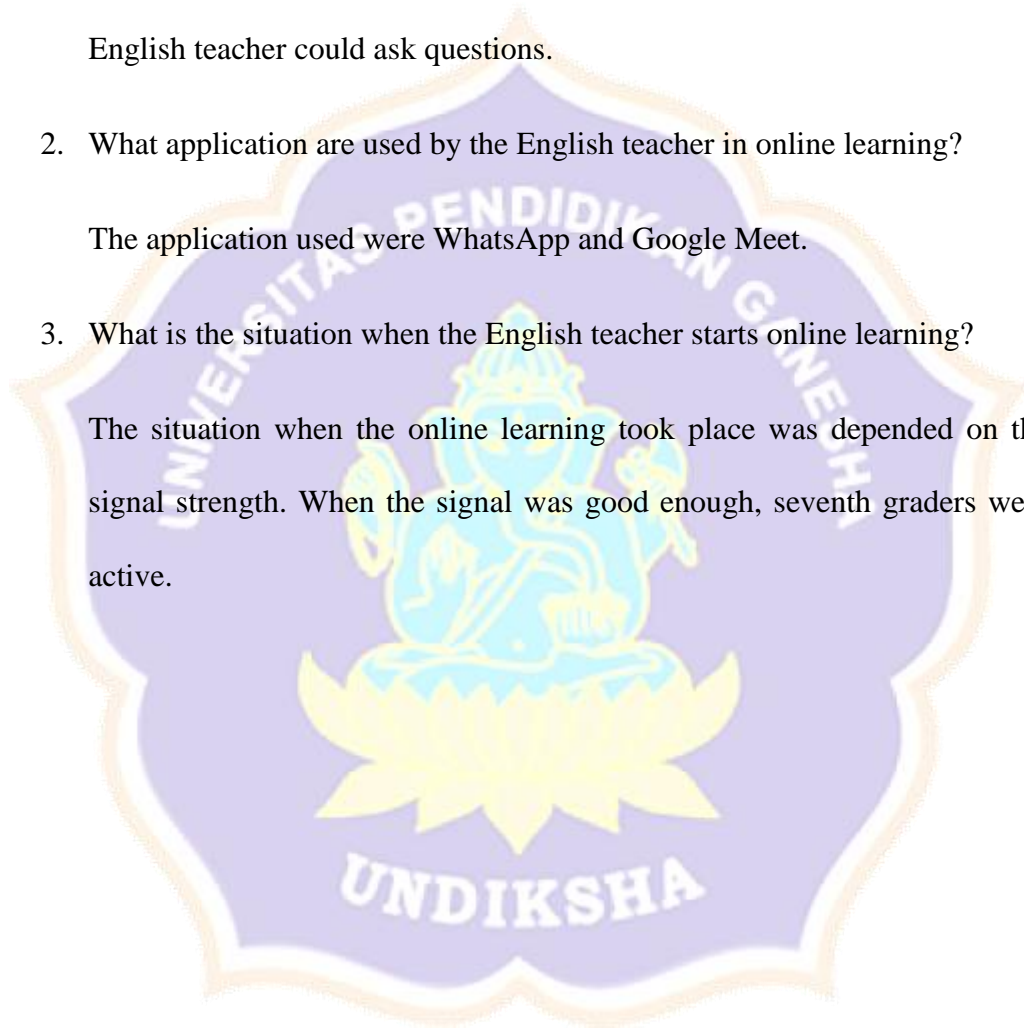 English teacher could ask questions.
2. What application are used by the English teacher in online learning?
The application used were WhatsApp and Google Meet.
3. What is the situation when the English teacher starts online learning?
The situation when the online learning took place was depended on th
signal strength. When the signal was good enough, seventh graders we
active.
UNIVERSITAS PENDIDIKAN GANESHA
UNDIKSHA